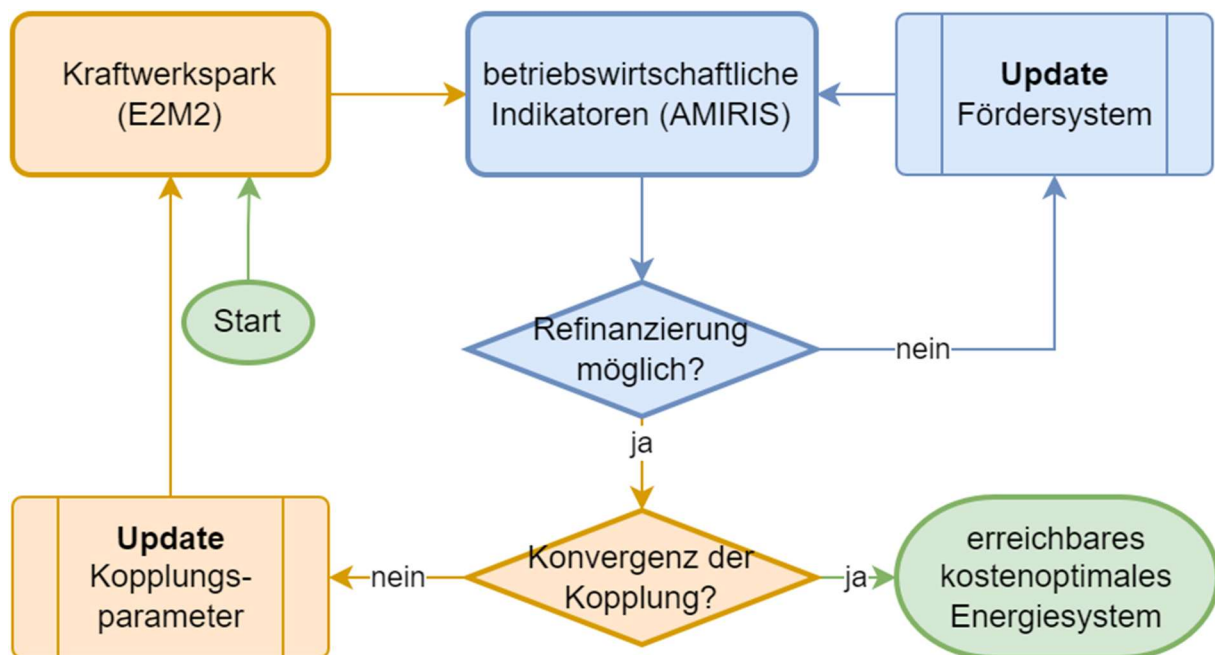 Kraftwerkspark
(E2M2)
betriebswirtschaftliche
Indikatoren (AMIRIS)
Update
Fördersystem
Start
Refinanzierung
möglich?
nein
ja
Update
Kopplungs-
parameter
nein
Konvergenz der
Kopplung?
ja
erreichbares
kostenoptimales
Energiesystem